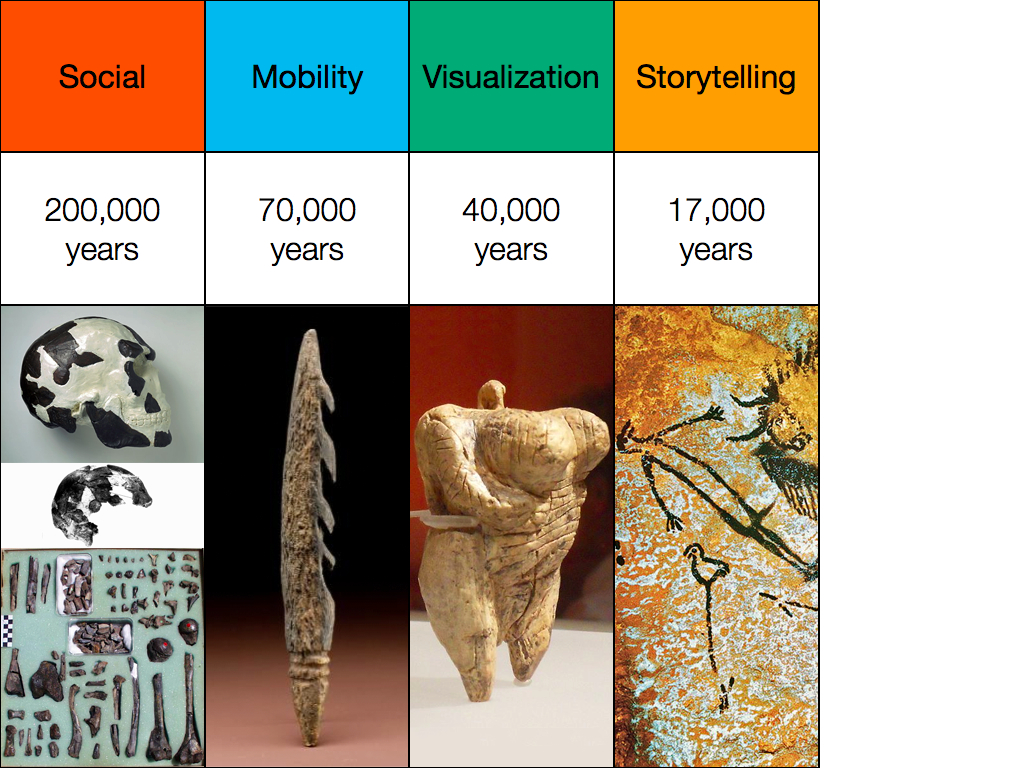 Social
Mobility
Visualization
Storytelling
200,000
years
70,000
years
40,000
years
17,000
years